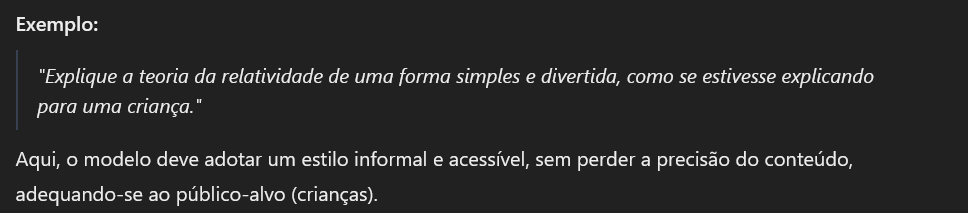 Exemplo:
"Explique a teoria da relatividade de uma forma simples e divertida, como se estivesse explicando
para uma criança."
Aqui, o modelo deve adotar um estilo informal e acessível, sem perder a precisão do conteúdo,
adequando-se ao público-alvo (crianças).